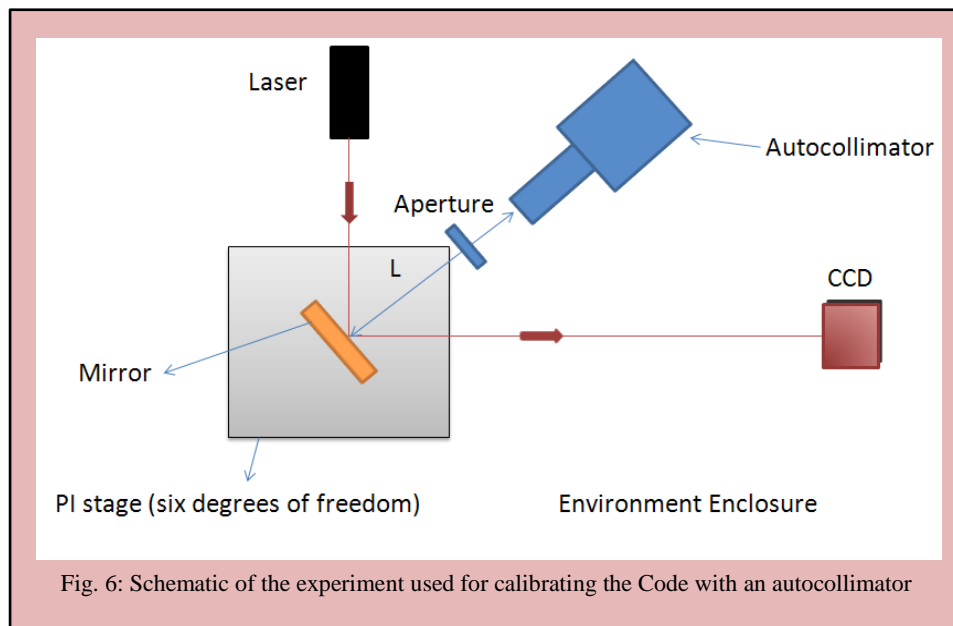 Laser
Autocollimator
Aperture
L
CCD
Mirror
PI stage (six degrees of freedom)
Environment Enclosure
Fig. 6: Schematic of the experiment used for calibrating the Code with an autocollimator